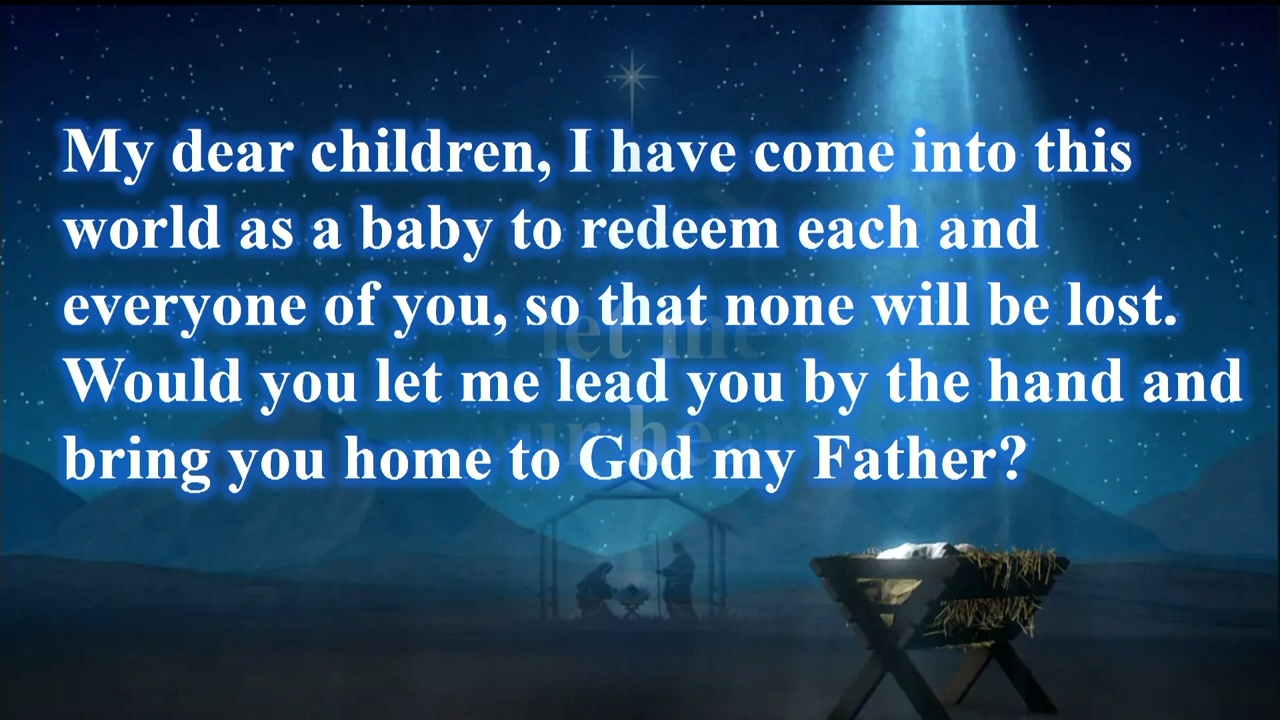 My dear children, I have come into this
world as a baby to redeem each and
everyone of you, so that none will be lost.
Would you let me lead you by the hand and
bring you home to God my Father?
let me